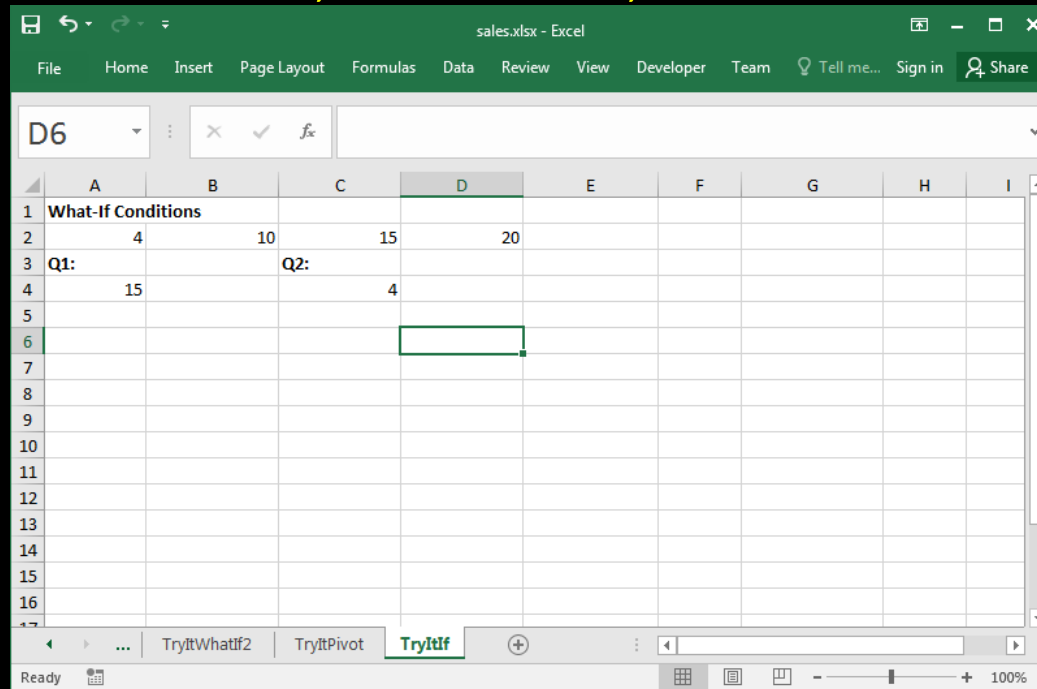 sales.xlsx - Excel
File Home Insert Page Layout Formulas Data Review View Developer Team Tell me... Sign in Share
D6 fx
A B C D E F G H I
1 What-If Conditions
2 4 10 15 20
3 Q1: Q2:
4 15 4
5
6
7
8
9
10
11
12
13
14
15
16
... TryItWhatIf2 TryItPivot TryItIf
Ready 100%